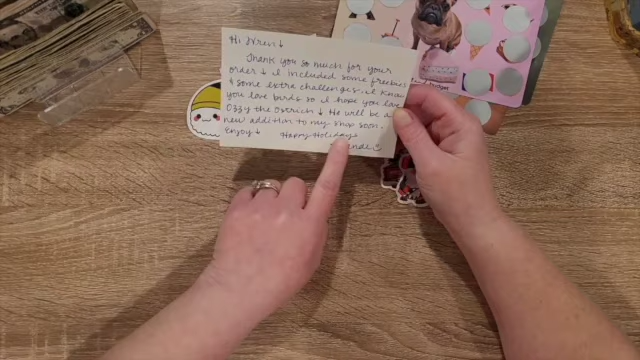 Hi Wren!
Thank you so much for your
order! I included some freebies
& some extra challenges. I know
you love birds so I hope you love
Ozzy the Ostrich! He will be a
new addition to my shop soon.
Enjoy! Happy Holidays